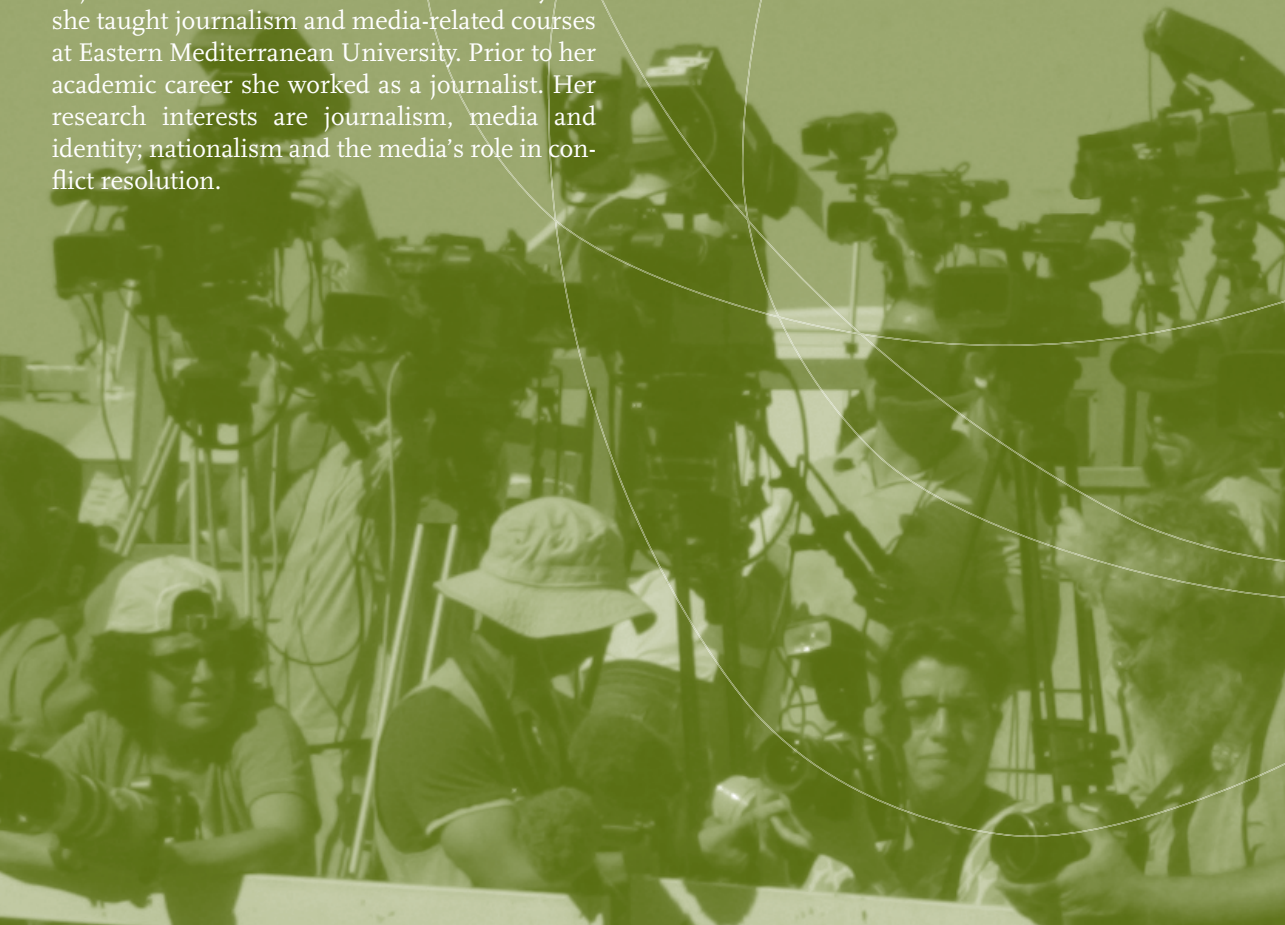 she taught journalism and media-related courses
at Eastern Mediterranean University. Prior to her
academic career she worked as a journalist. Her
research interests are journalism, media and
identity; nationalism and the media’s role in con-
flict resolution.